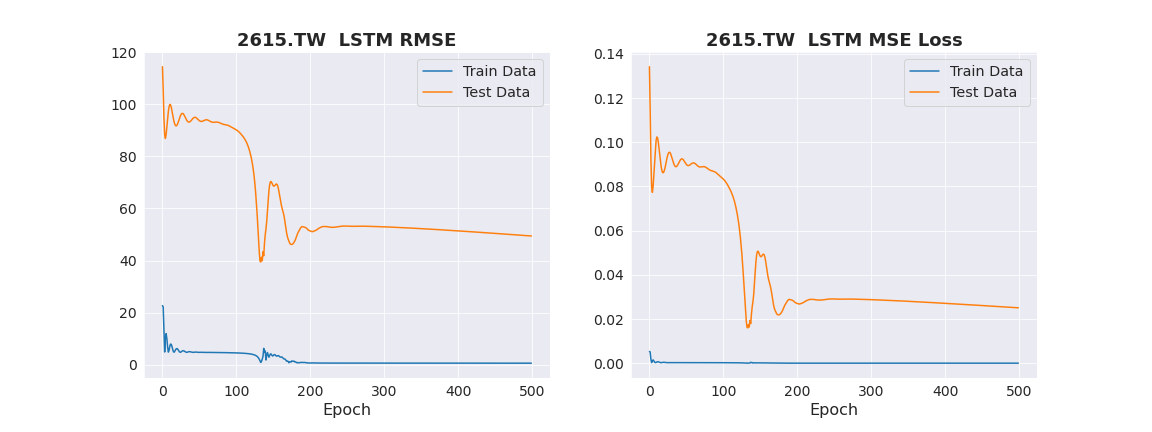 2615.TW  LSTM RMSE
120
100
80
60
40
20
0
0 100 200 300 400 500
Epoch
Train Data
Test Data
2615.TW  LSTM MSE Loss
0.14
0.12
0.10
0.08
0.06
0.04
0.02
0.00
0 100 200 300 400 500
Epoch
Train Data
Test Data